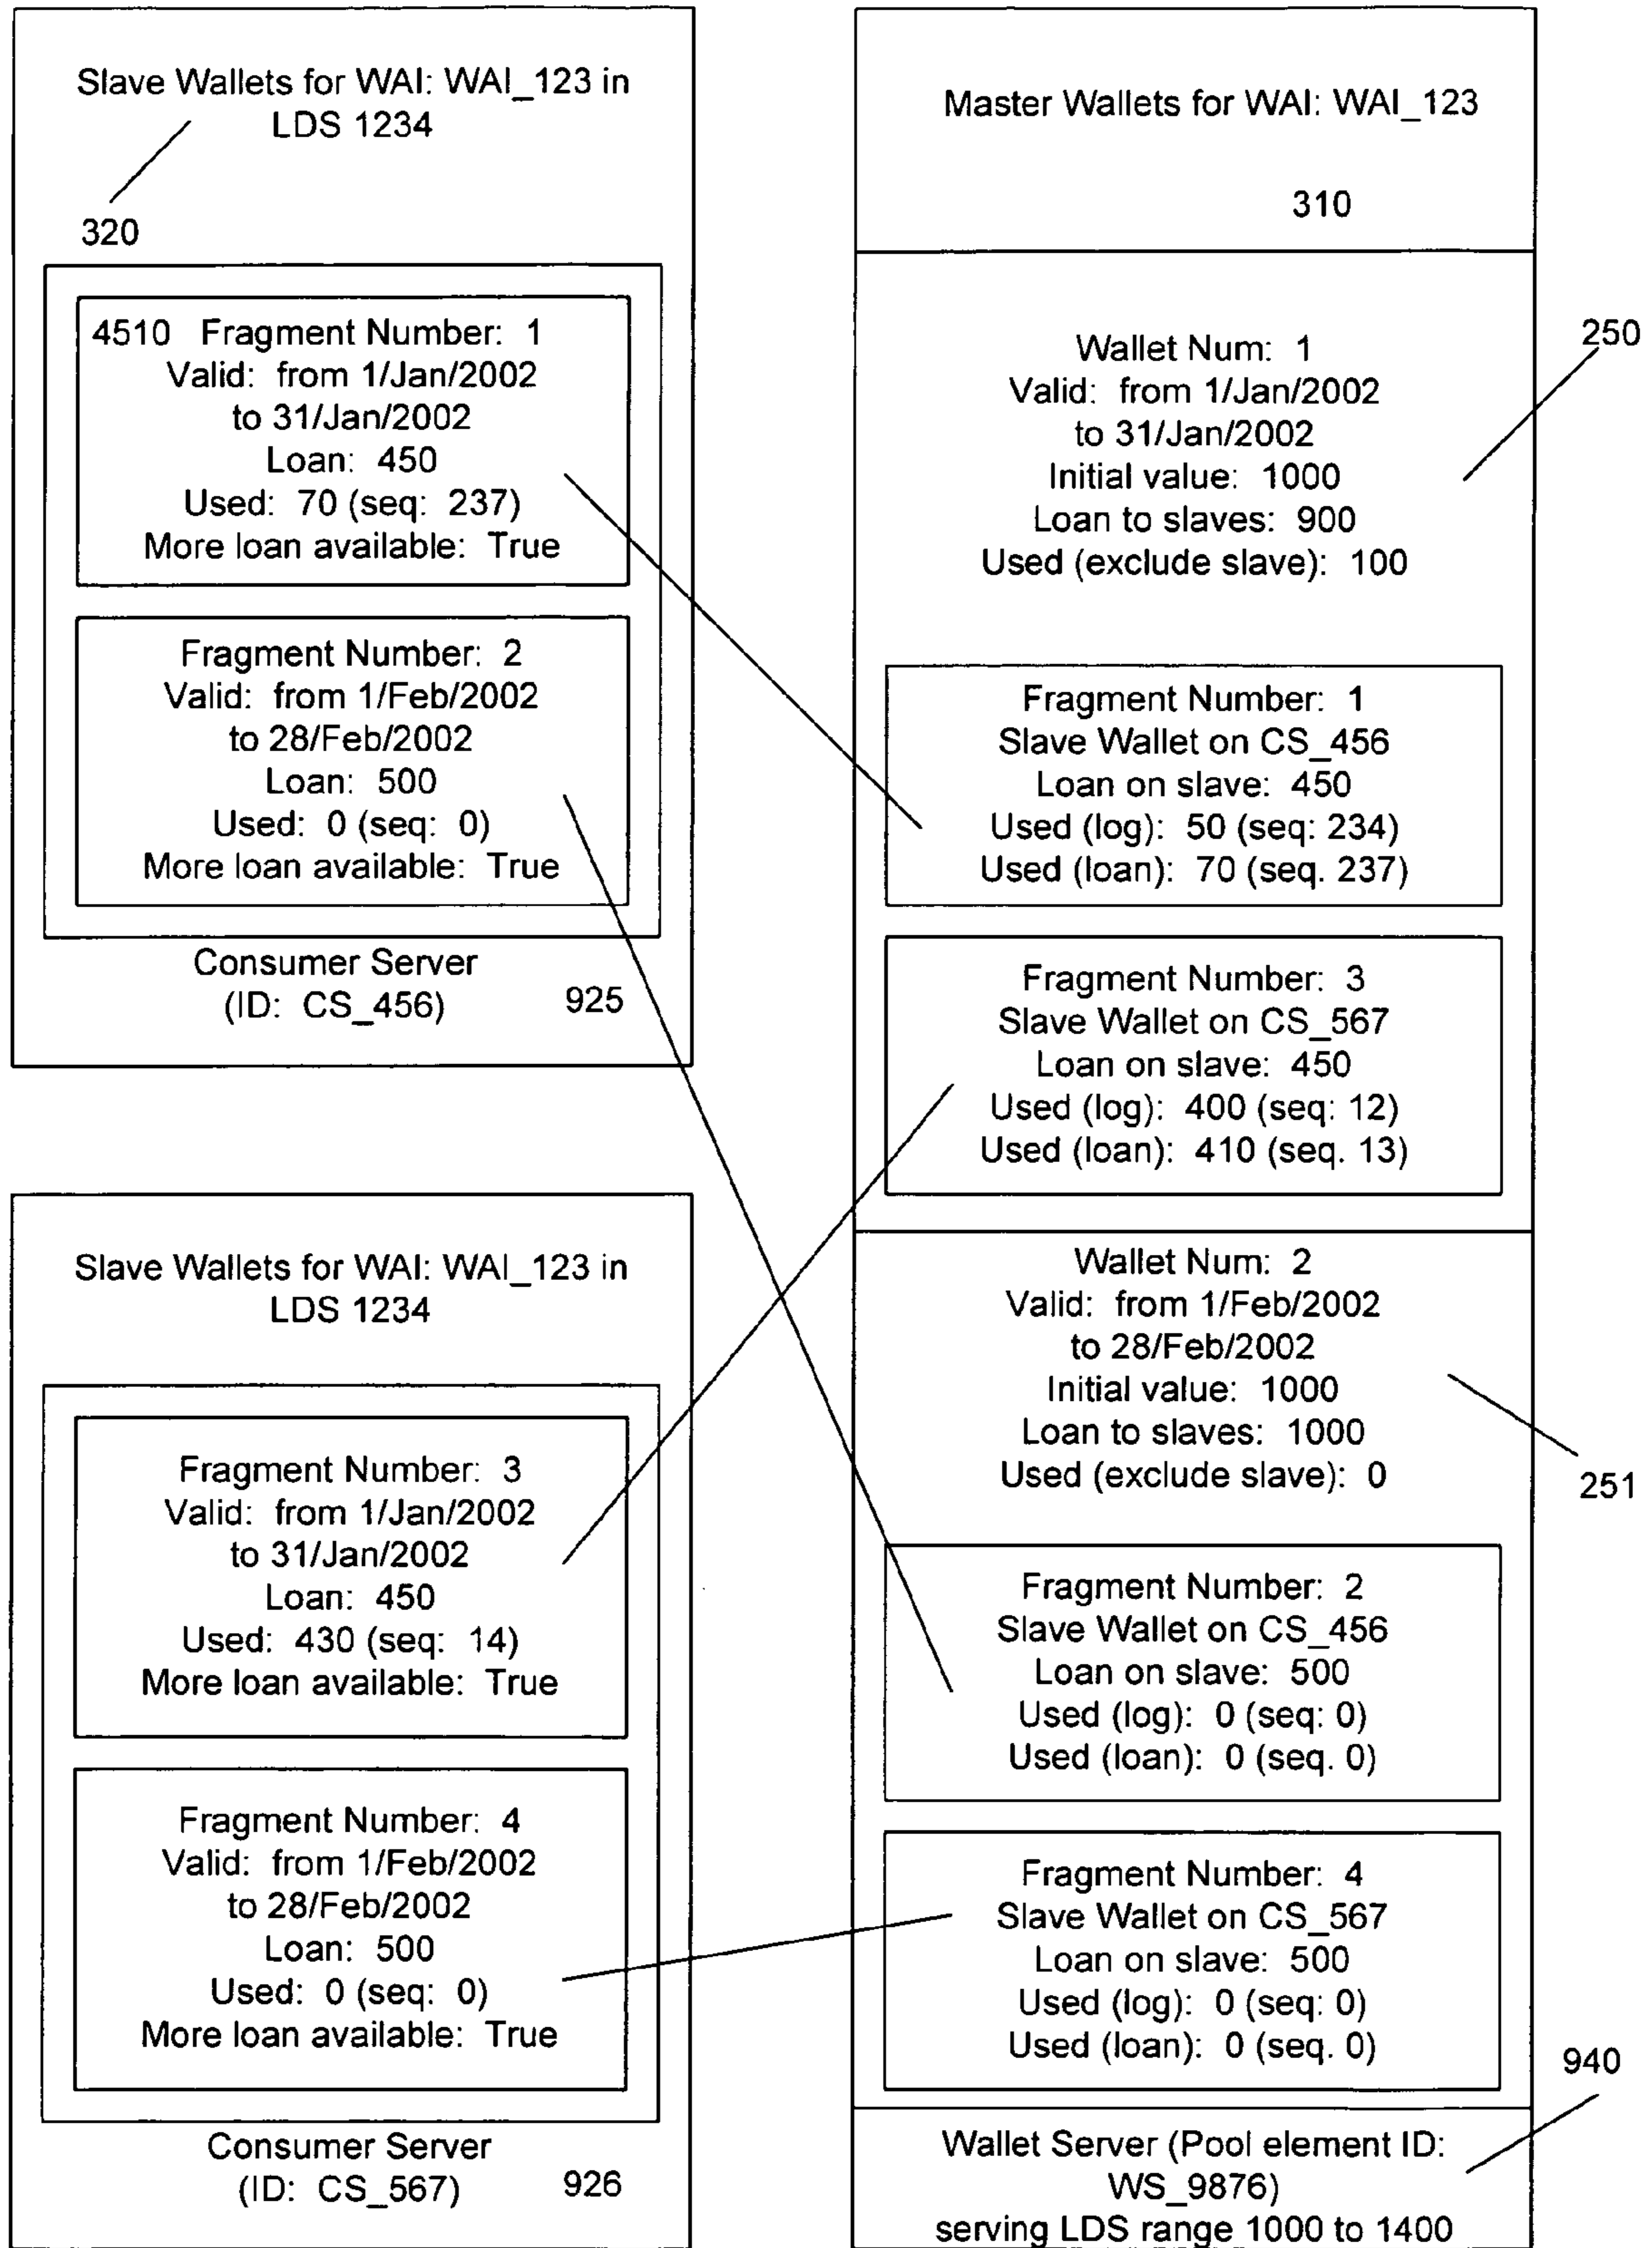 Slave Wallets for WAI: WAI_123 in
LDS 1234
320
4510 Fragment Number: 1
Valid: from 1/Jan/2002
to 31/Jan/2002
Loan: 450
Used: 70 (seq: 237)
More loan available: True
Fragment Number: 2
Valid: from 1/Feb/2002
to 28/Feb/2002
Loan: 500
Used: 0 (seq: 0)
More loan available: True
Consumer Server
(ID: CS_456)
925
Slave Wallets for WAI: WAI_123 in
LDS 1234
Fragment Number: 3
Valid: from 1/Jan/2002
to 31/Jan/2002
Loan: 450
Used: 430 (seq: 14)
More loan available: True
Fragment Number: 4
Valid: from 1/Feb/2002
to 28/Feb/2002
Loan: 500
Used: 0 (seq: 0)
More loan available: True
Consumer Server
(ID: CS_567)
926
Master Wallets for WAI: WAI_123
310
Wallet Num: 1
Valid: from 1/Jan/2002
to 31/Jan/2002
Initial value: 1000
Loan to slaves: 900
Used (exclude slave): 100
250
Fragment Number: 1
Slave Wallet on CS_456
Loan on slave: 450
Used (log): 50 (seq: 234)
Used (loan): 70 (seq. 237)
Fragment Number: 3
Slave Wallet on CS_567
Loan on slave: 450
Used (log): 400 (seq: 12)
Used (loan): 410 (seq. 13)
Wallet Num: 2
Valid: from 1/Feb/2002
to 28/Feb/2002
Initial value: 1000
Loan to slaves: 1000
Used (exclude slave): 0
251
Fragment Number: 2
Slave Wallet on CS_456
Loan on slave: 500
Used (log): 0 (seq: 0)
Used (loan): 0 (seq. 0)
Fragment Number: 4
Slave Wallet on CS_567
Loan on slave: 500
Used (log): 0 (seq: 0)
Used (loan): 0 (seq. 0)
940
Wallet Server (Pool element ID:
WS_9876)
serving LDS range 1000 to 1400